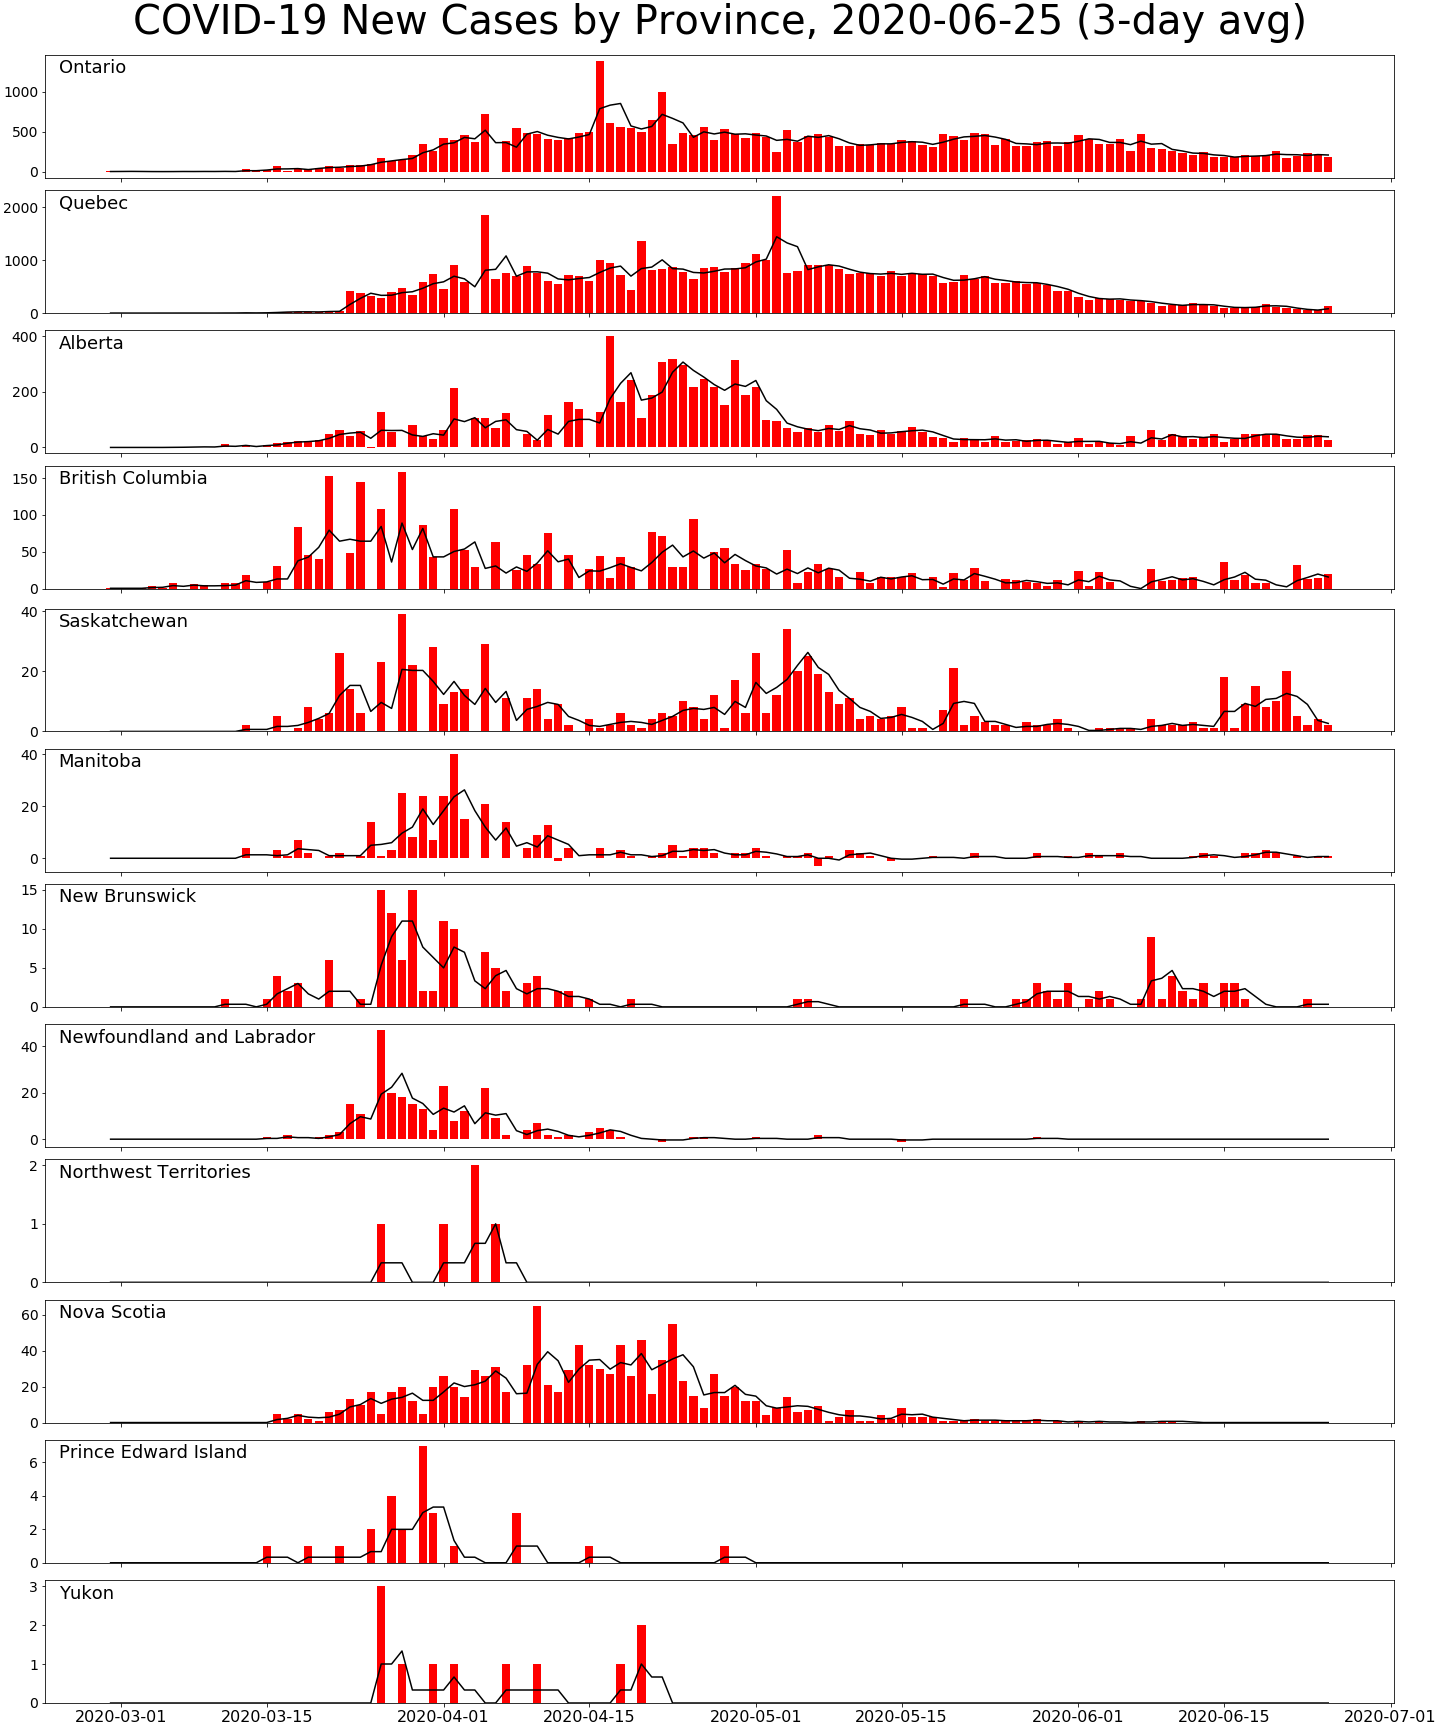 COVID-19 New Cases by Province, 2020-06-25 (3-day avg)
Ontario
1000
500
0
Quebec
2000
1000
0
Alberta
400
200
0
British Columbia
150
100
50
0
Saskatchewan
40
20
0
Manitoba
40
20
0
New Brunswick
15
10
5
0
Newfoundland and Labrador
40
20
0
Northwest Territories
2
1
0
Nova Scotia
60
40
20
0
Prince Edward Island
6
4
2
0
Yukon
3
2
1
0
2020-03-01 2020-03-15 2020-04-01 2020-04-15 2020-05-01 2020-05-15 2020-06-01 2020-06-15 2020-07-01